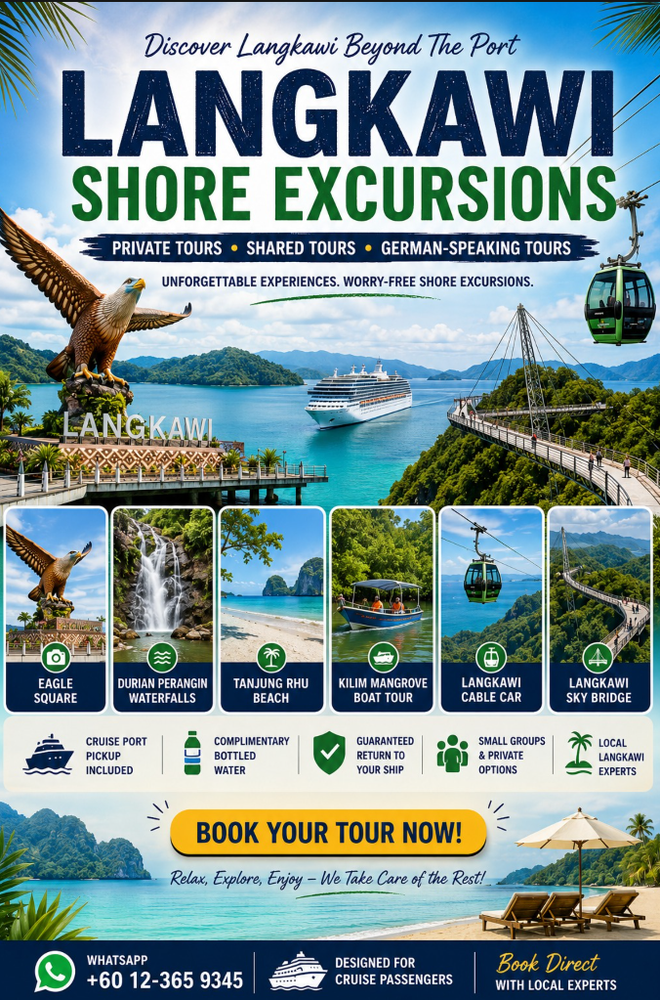 Discover Langkawi Beyond The Port
LANGKAWI
SHORE EXCURSIONS
PRIVATE TOURS • SHARED TOURS • GERMAN-SPEAKING TOURS
UNFORGETTABLE EXPERIENCES. WORRY-FREE SHORE EXCURSIONS.
LANGKAWI
EAGLE
SQUARE
DURIAN PERANGIN
WATERFALLS
TANJUNG RHU
BEACH
KILIM MANGROVE
BOAT TOUR
LANGKAWI
CABLE CAR
LANGKAWI
SKY BRIDGE
CRUISE PORT
PICKUP
INCLUDED
COMPLIMENTARY
BOTTLED
WATER
GUARANTEED
RETURN TO
YOUR SHIP
SMALL GROUPS
& PRIVATE
OPTIONS
LOCAL
LANGKAWI
EXPERTS
BOOK YOUR TOUR NOW!
Relax, Explore, Enjoy – We Take Care of the Rest!
WHATSAPP
+60 12-365 9345
DESIGNED FOR
CRUISE PASSENGERS
Book Direct
WITH LOCAL EXPERTS